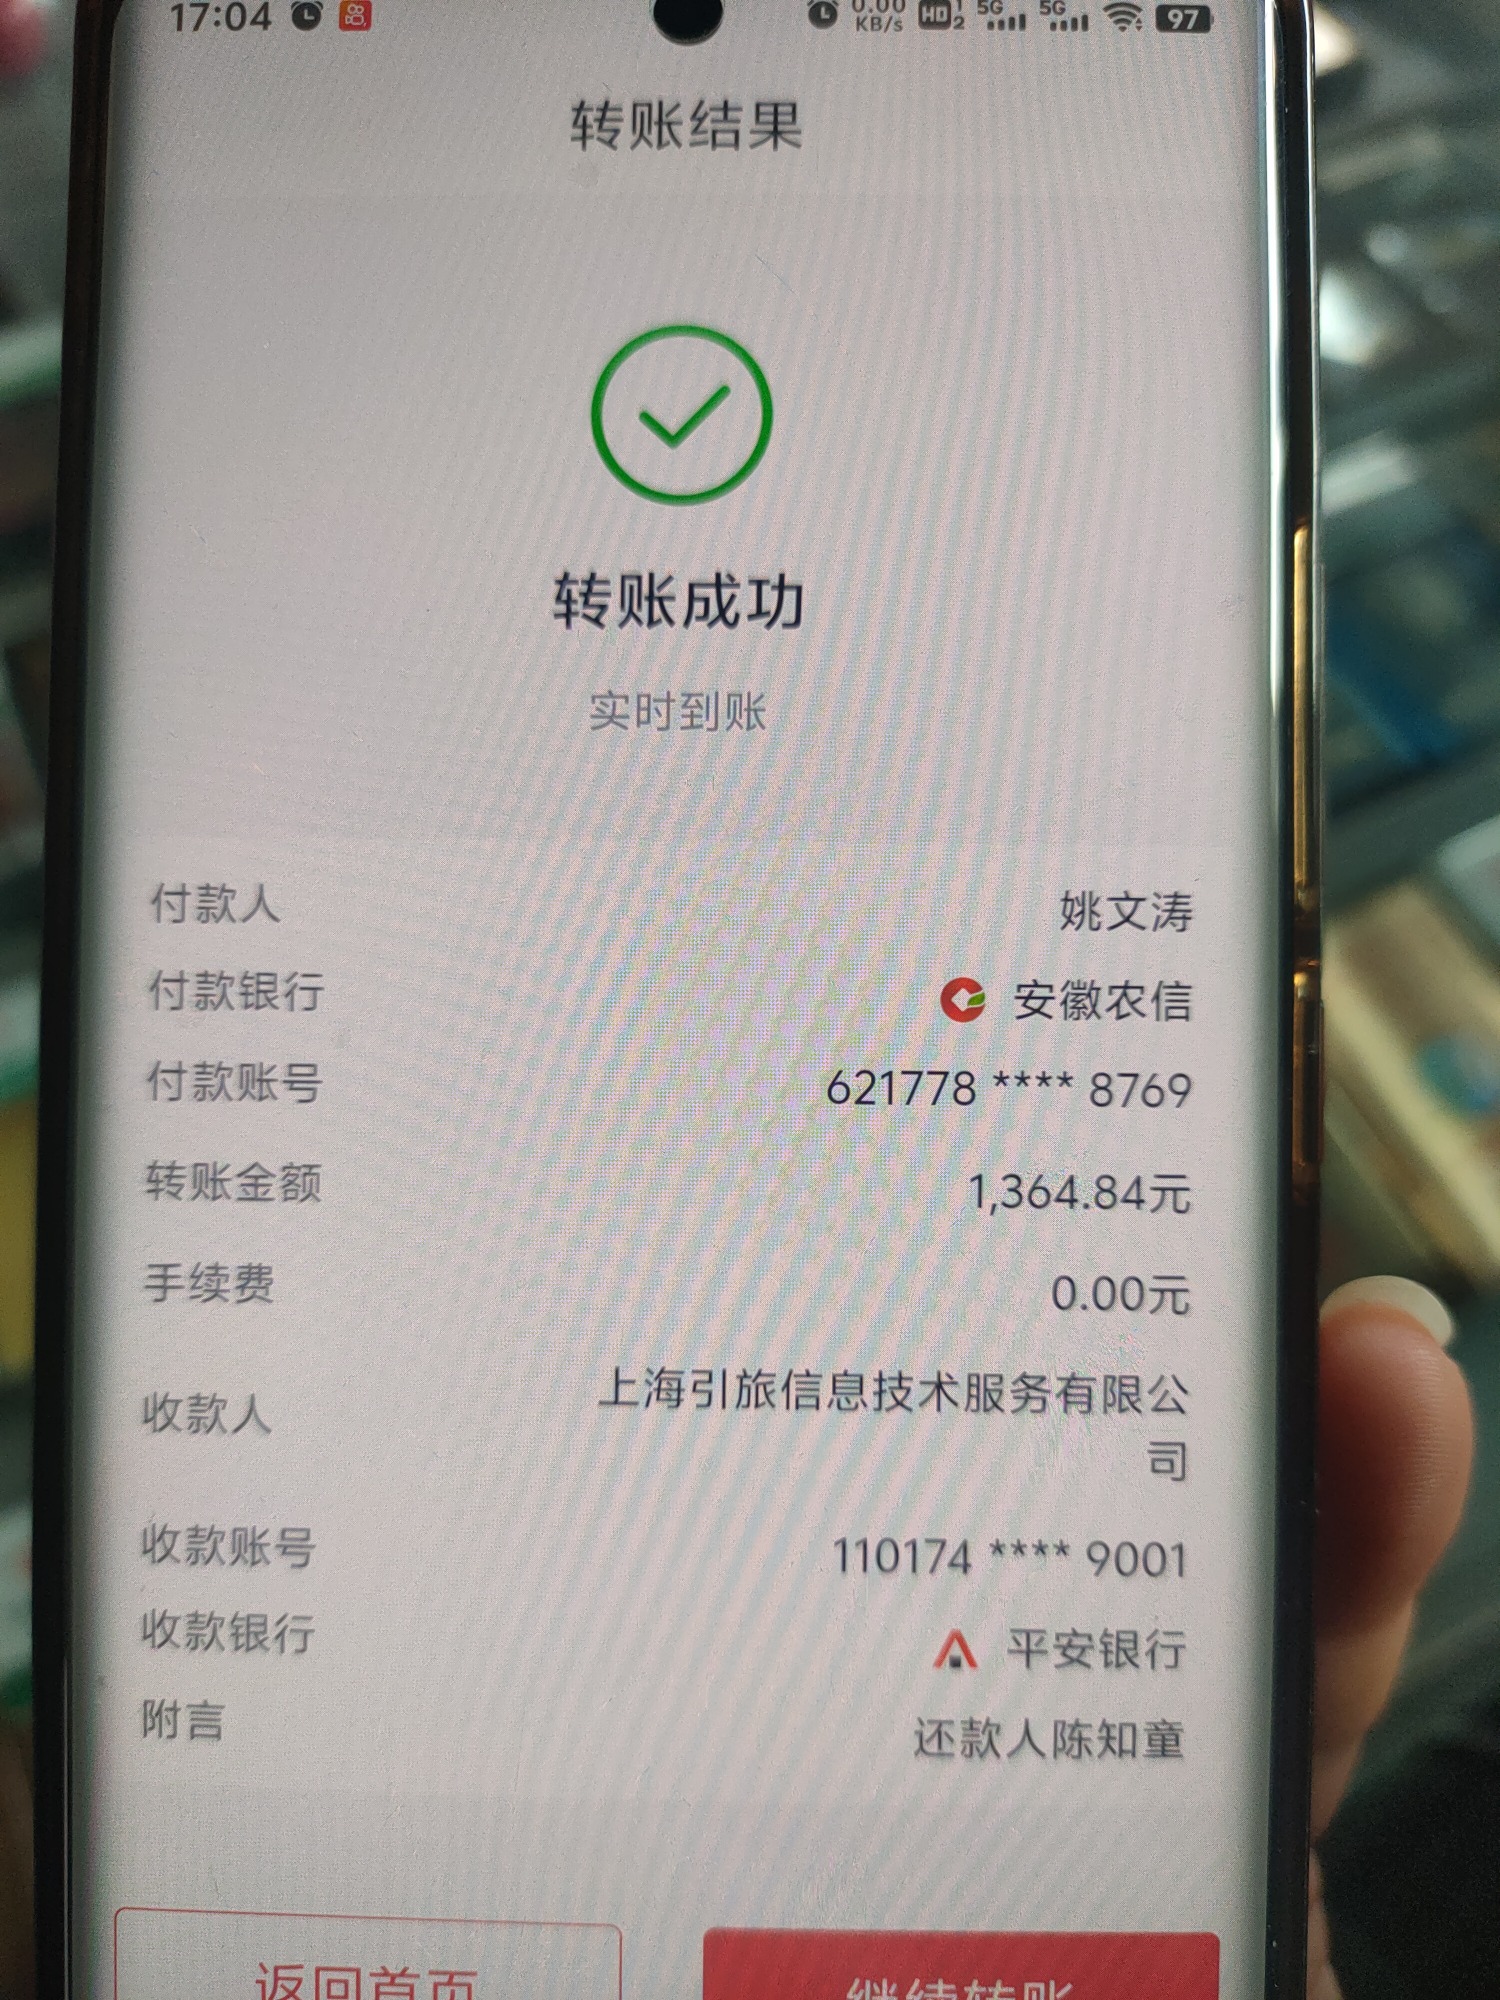 17:04 0.00 KB/s HD 1 2 5G 5G 97
转账结果
转账成功
实时到账
付款人 姚文涛
付款银行 安徽农信
付款账号 621778 **** 8769
转账金额 1,364.84元
手续费 0.00元
收款人 上海引旅信息技术服务有限公
司
收款账号 110174 **** 9001
收款银行 平安银行
附言 还款人陈知童
返回首页 继续转账